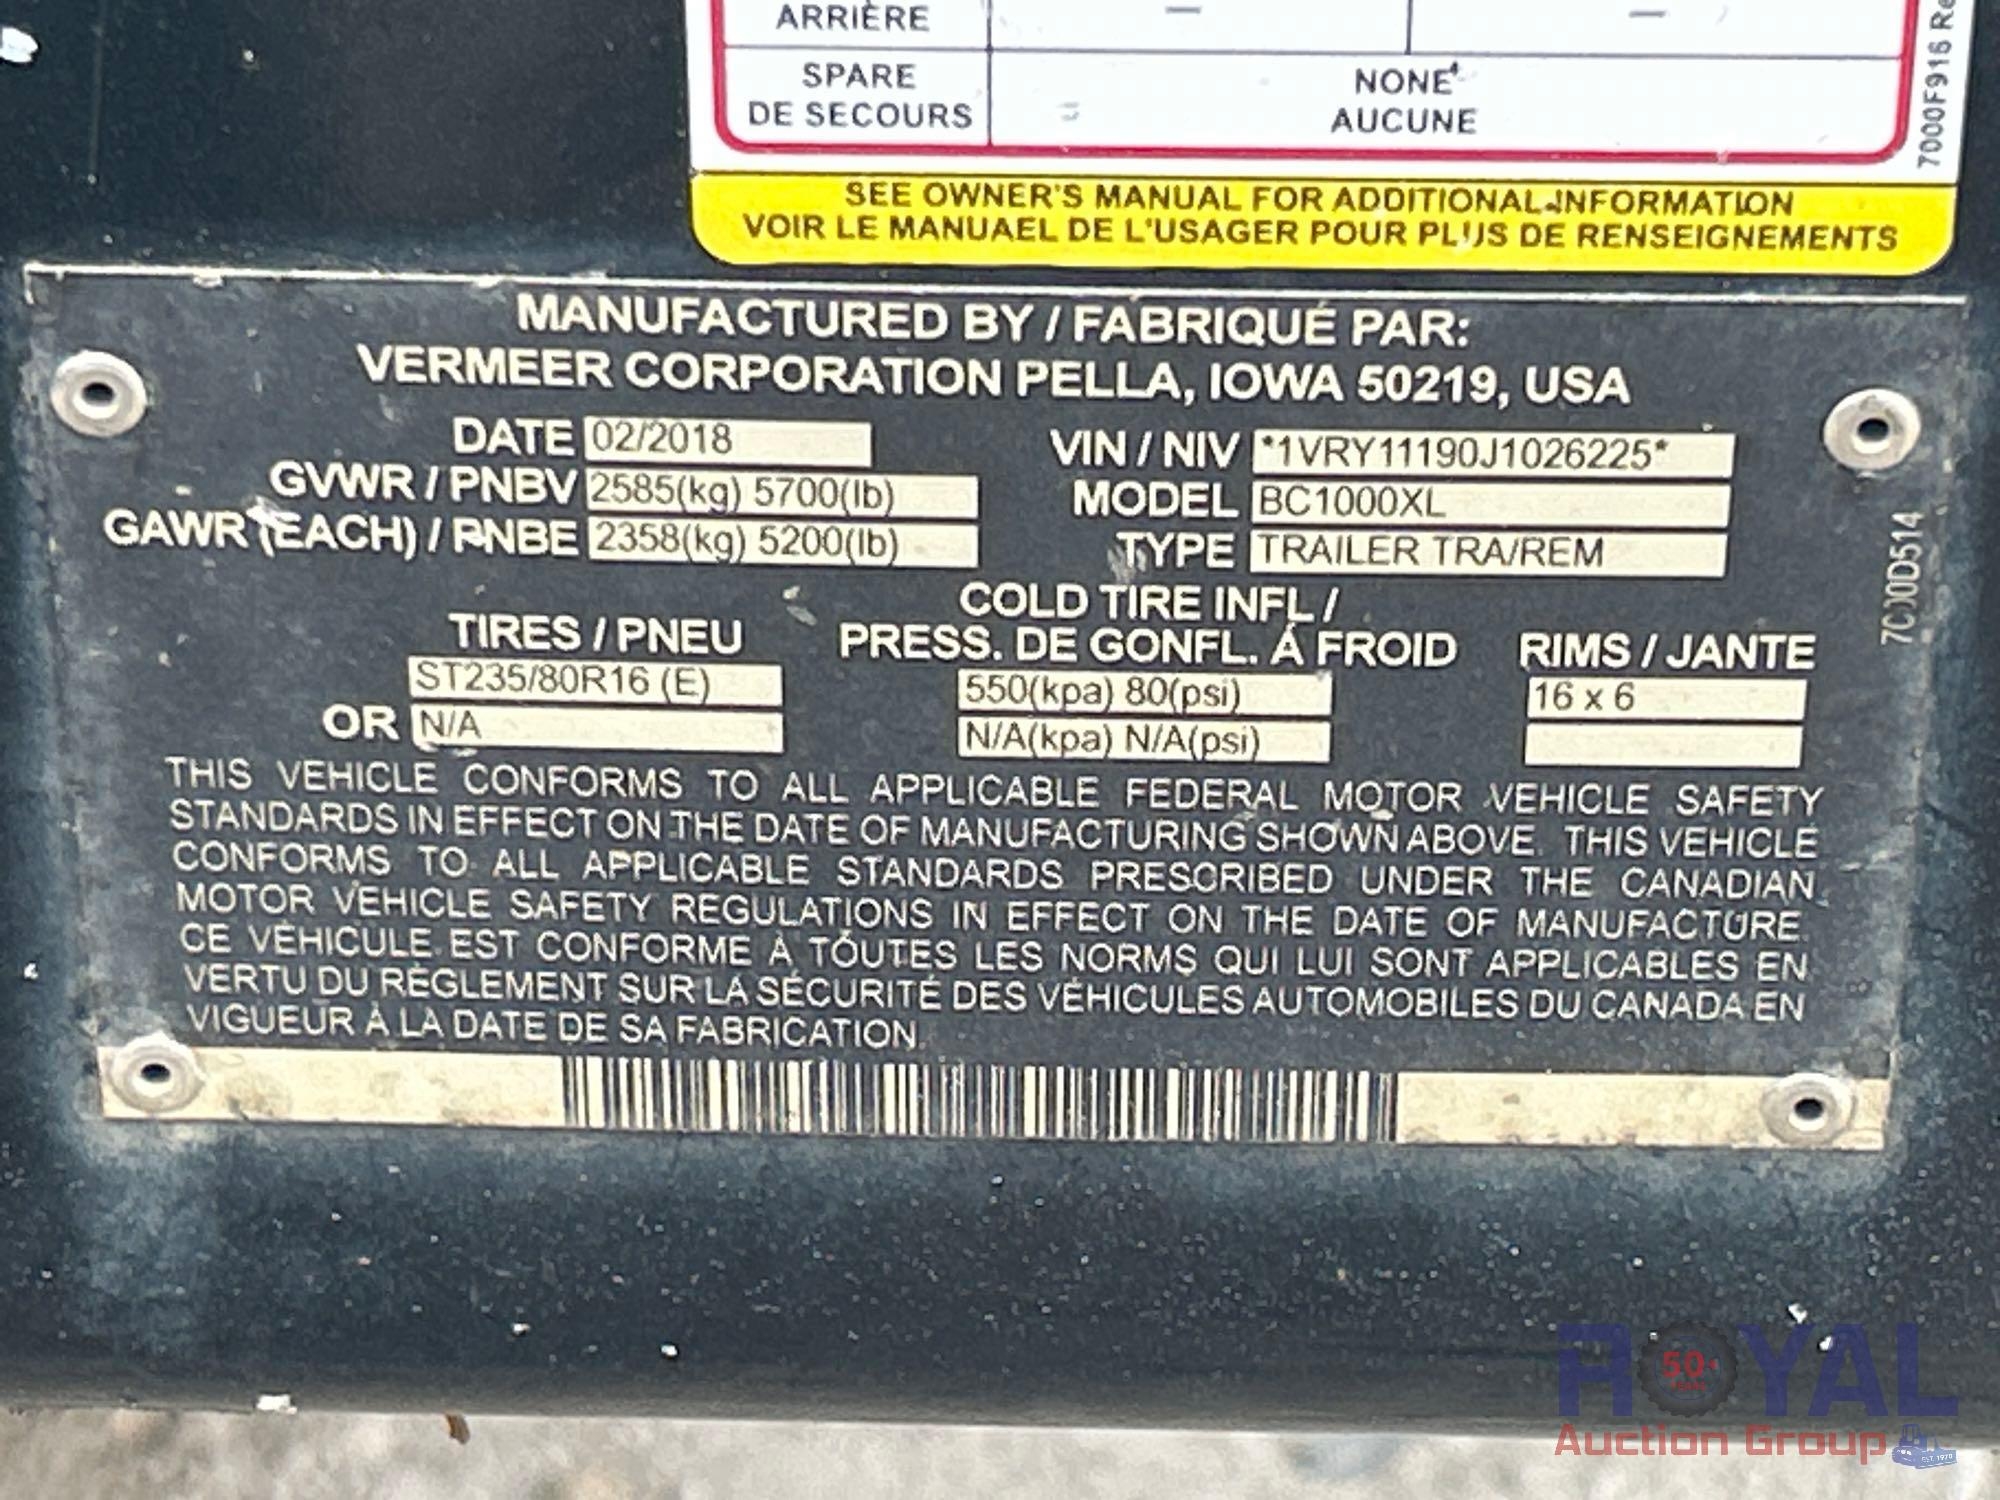 ARRIÈRE — —
SPARE NONE
DE SECOURS AUCUNE
7000F916 Re
SEE OWNER'S MANUAL FOR ADDITIONAL INFORMATION
VOIR LE MANUAEL DE L'USAGER POUR PLUS DE RENSEIGNEMENTS
MANUFACTURED BY / FABRIQUÉ PAR:
VERMEER CORPORATION PELLA, IOWA 50219, USA
DATE 02/2018 VIN / NIV *1VRY11190J1026225*
GVWR / PNBV 2585(kg) 5700(lb) MODEL BC1000XL
GAWR (EACH) / PNBE 2358(kg) 5200(lb) TYPE TRAILER TRA/REM
COLD TIRE INFL /
TIRES / PNEU PRESS. DE GONFL. Á FROID RIMS / JANTE
ST235/80R16 (E) 550(kpa) 80(psi) 16 x 6
OR N/A N/A(kpa) N/A(psi)
THIS VEHICLE CONFORMS TO ALL APPLICABLE FEDERAL MOTOR VEHICLE SAFETY
STANDARDS IN EFFECT ON THE DATE OF MANUFACTURING SHOWN ABOVE. THIS VEHICLE
CONFORMS TO ALL APPLICABLE STANDARDS PRESCRIBED UNDER THE CANADIAN
MOTOR VEHICLE SAFETY REGULATIONS IN EFFECT ON THE DATE OF MANUFACTURE.
CE VÉHICULE EST CONFORME À TOUTES LES NORMS QUI LUI SONT APPLICABLES EN
VERTU DU RÈGLEMENT SUR LA SÉCURITÉ DES VÉHICULES AUTOMOBILES DU CANADA EN
VIGUEUR À LA DATE DE SA FABRICATION.
ROYAL
50+
YEARS
Auction Group
EST. 1970